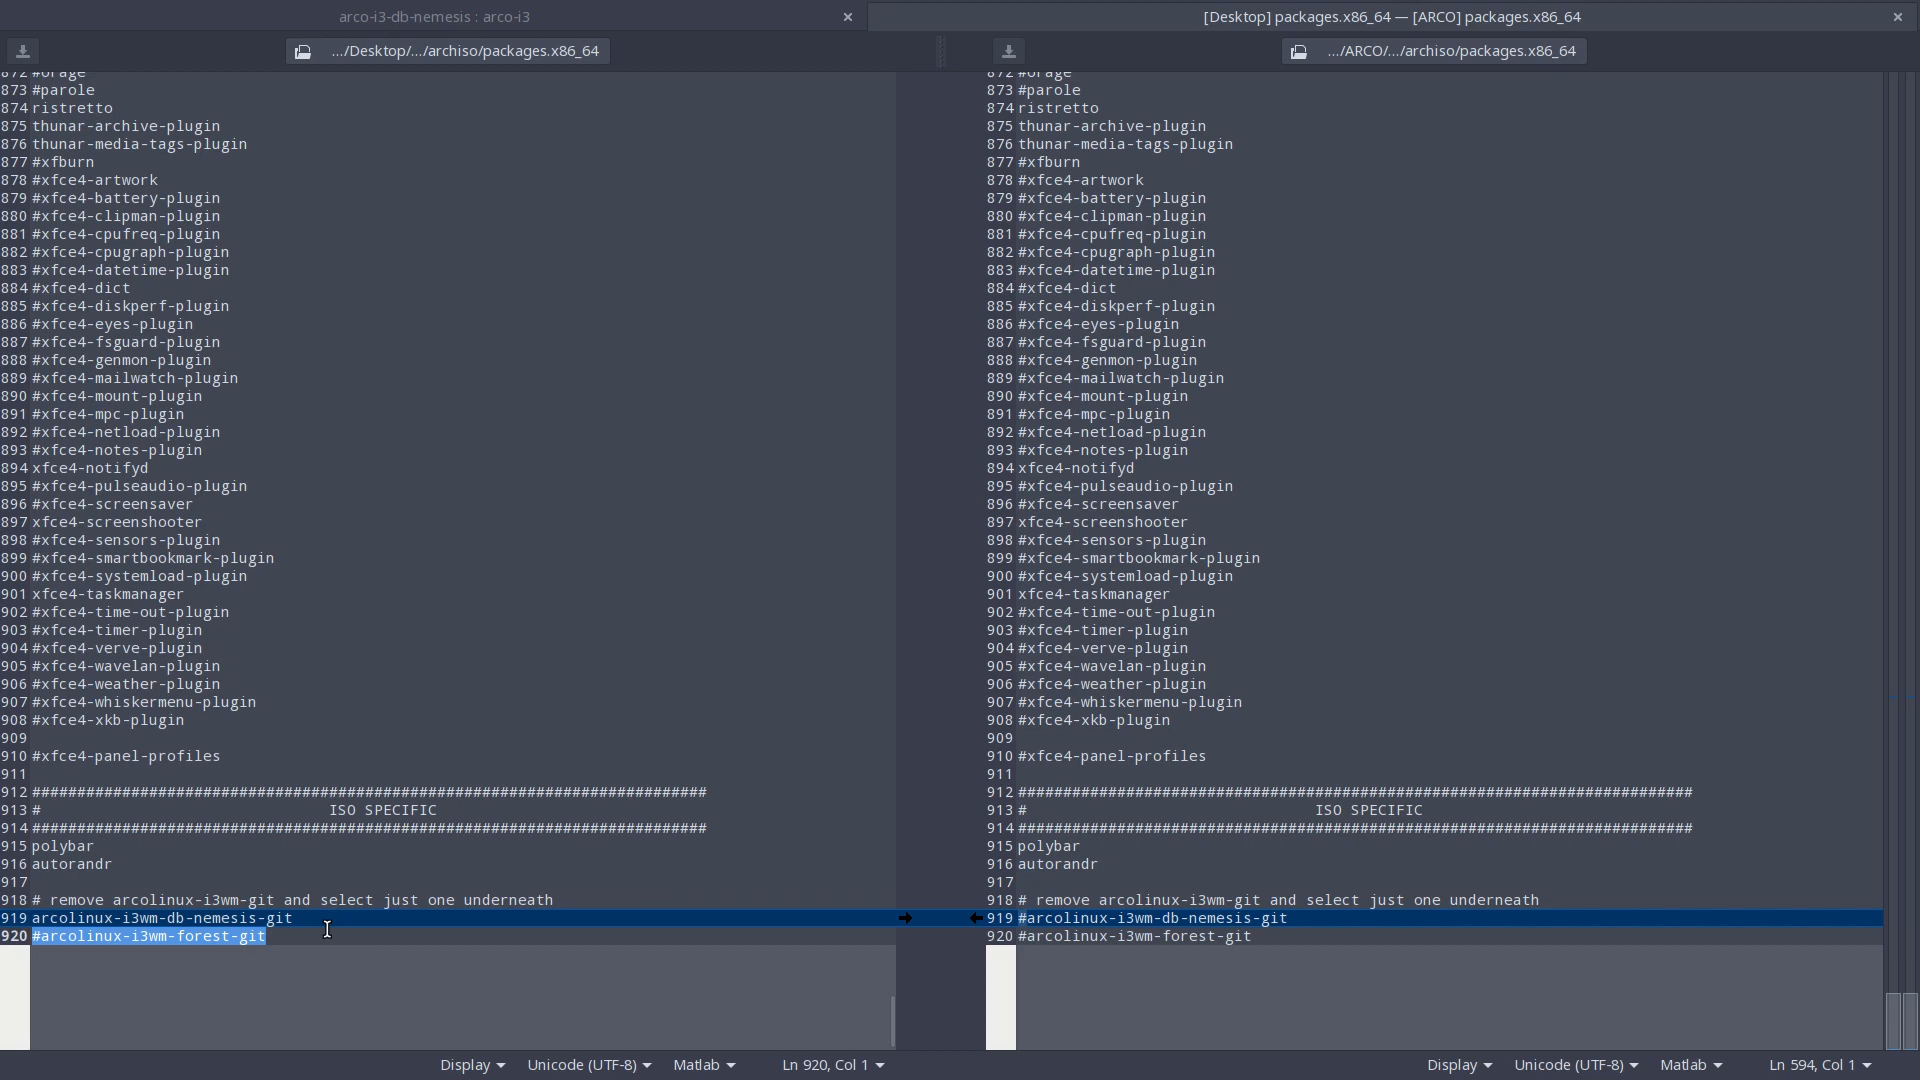 arco-i3-db-nemesis : arco-i3
[Desktop] packages.x86_64 — [ARCO] packages.x86_64
.../Desktop/.../archiso/packages.x86_64
.../ARCO/.../archiso/packages.x86_64
872 #orage
873 #parole
874 ristretto
875 thunar-archive-plugin
876 thunar-media-tags-plugin
877 #xfburn
878 #xfce4-artwork
879 #xfce4-battery-plugin
880 #xfce4-clipman-plugin
881 #xfce4-cpufreq-plugin
882 #xfce4-cpugraph-plugin
883 #xfce4-datetime-plugin
884 #xfce4-dict
885 #xfce4-diskperf-plugin
886 #xfce4-eyes-plugin
887 #xfce4-fsguard-plugin
888 #xfce4-genmon-plugin
889 #xfce4-mailwatch-plugin
890 #xfce4-mount-plugin
891 #xfce4-mpc-plugin
892 #xfce4-netload-plugin
893 #xfce4-notes-plugin
894 xfce4-notifyd
895 #xfce4-pulseaudio-plugin
896 #xfce4-screensaver
897 xfce4-screenshooter
898 #xfce4-sensors-plugin
899 #xfce4-smartbookmark-plugin
900 #xfce4-systemload-plugin
901 xfce4-taskmanager
902 #xfce4-time-out-plugin
903 #xfce4-timer-plugin
904 #xfce4-verve-plugin
905 #xfce4-wavelan-plugin
906 #xfce4-weather-plugin
907 #xfce4-whiskermenu-plugin
908 #xfce4-xkb-plugin
909
910 #xfce4-panel-profiles
911
912 ###########################################################################
913 # ISO SPECIFIC
914 ###########################################################################
915 polybar
916 autorandr
917
918 # remove arcolinux-i3wm-git and select just one underneath
919 arcolinux-i3wm-db-nemesis-git
920 #arcolinux-i3wm-forest-git
872 #orage
873 #parole
874 ristretto
875 thunar-archive-plugin
876 thunar-media-tags-plugin
877 #xfburn
878 #xfce4-artwork
879 #xfce4-battery-plugin
880 #xfce4-clipman-plugin
881 #xfce4-cpufreq-plugin
882 #xfce4-cpugraph-plugin
883 #xfce4-datetime-plugin
884 #xfce4-dict
885 #xfce4-diskperf-plugin
886 #xfce4-eyes-plugin
887 #xfce4-fsguard-plugin
888 #xfce4-genmon-plugin
889 #xfce4-mailwatch-plugin
890 #xfce4-mount-plugin
891 #xfce4-mpc-plugin
892 #xfce4-netload-plugin
893 #xfce4-notes-plugin
894 xfce4-notifyd
895 #xfce4-pulseaudio-plugin
896 #xfce4-screensaver
897 xfce4-screenshooter
898 #xfce4-sensors-plugin
899 #xfce4-smartbookmark-plugin
900 #xfce4-systemload-plugin
901 xfce4-taskmanager
902 #xfce4-time-out-plugin
903 #xfce4-timer-plugin
904 #xfce4-verve-plugin
905 #xfce4-wavelan-plugin
906 #xfce4-weather-plugin
907 #xfce4-whiskermenu-plugin
908 #xfce4-xkb-plugin
909
910 #xfce4-panel-profiles
911
912 ###########################################################################
913 # ISO SPECIFIC
914 ###########################################################################
915 polybar
916 autorandr
917
918 # remove arcolinux-i3wm-git and select just one underneath
919 #arcolinux-i3wm-db-nemesis-git
920 #arcolinux-i3wm-forest-git
Display Unicode (UTF-8) Matlab Ln 920, Col 1
Display Unicode (UTF-8) Matlab Ln 594, Col 1